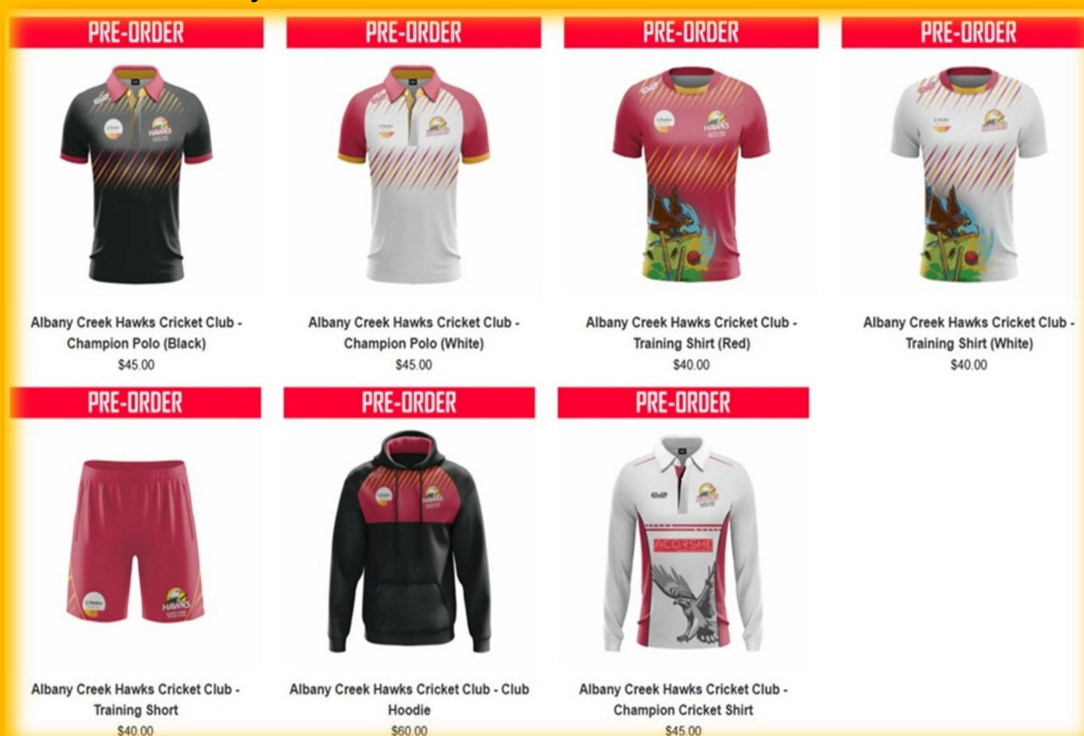 PRE-ORDER
PRE-ORDER
PRE-ORDER
PRE-ORDER
HAWKS
HAWKS
Albany Creek Hawks Cricket Club -
Champion Polo (Black)
$45.00
Albany Creek Hawks Cricket Club -
Champion Polo (White)
$45.00
Albany Creek Hawks Cricket Club -
Training Shirt (Red)
$40.00
Albany Creek Hawks Cricket Club -
Training Shirt (White)
$40.00
PRE-ORDER
PRE-ORDER
PRE-ORDER
HAWKS
HAWKS
Albany Creek Hawks Cricket Club -
Training Short
$40.00
Albany Creek Hawks Cricket Club - Club
Hoodie
$60.00
Albany Creek Hawks Cricket Club -
Champion Cricket Shirt
$45.00